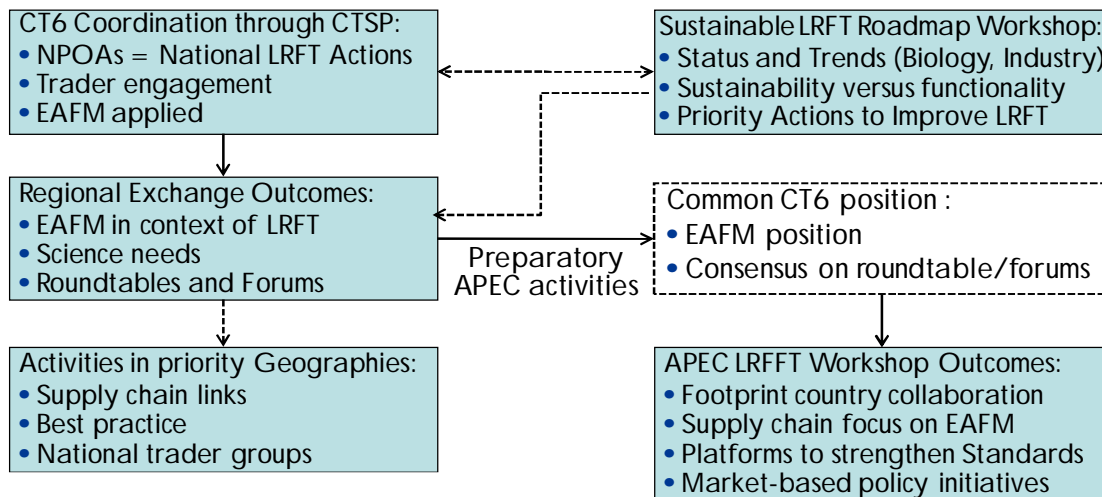 CT6 Coordination through CTSP:
• NPOAs = National LRFT Actions
• Trader engagement
• EAFM applied
Sustainable LRFT Roadmap Workshop:
• Status and Trends (Biology, Industry)
• Sustainability versus functionality
• Priority Actions to Improve LRFT
Regional Exchange Outcomes:
• EAFM in context of LRFT
• Science needs
• Roundtables and Forums
Preparatory
APEC activities
Common CT6 position :
• EAFM position
• Consensus on roundtable/forums
Activities in priority Geographies:
• Supply chain links
• Best practice
• National trader groups
APEC LRFFT Workshop Outcomes:
• Footprint country collaboration
• Supply chain focus on EAFM
• Platforms to strengthen Standards
• Market-based policy initiatives